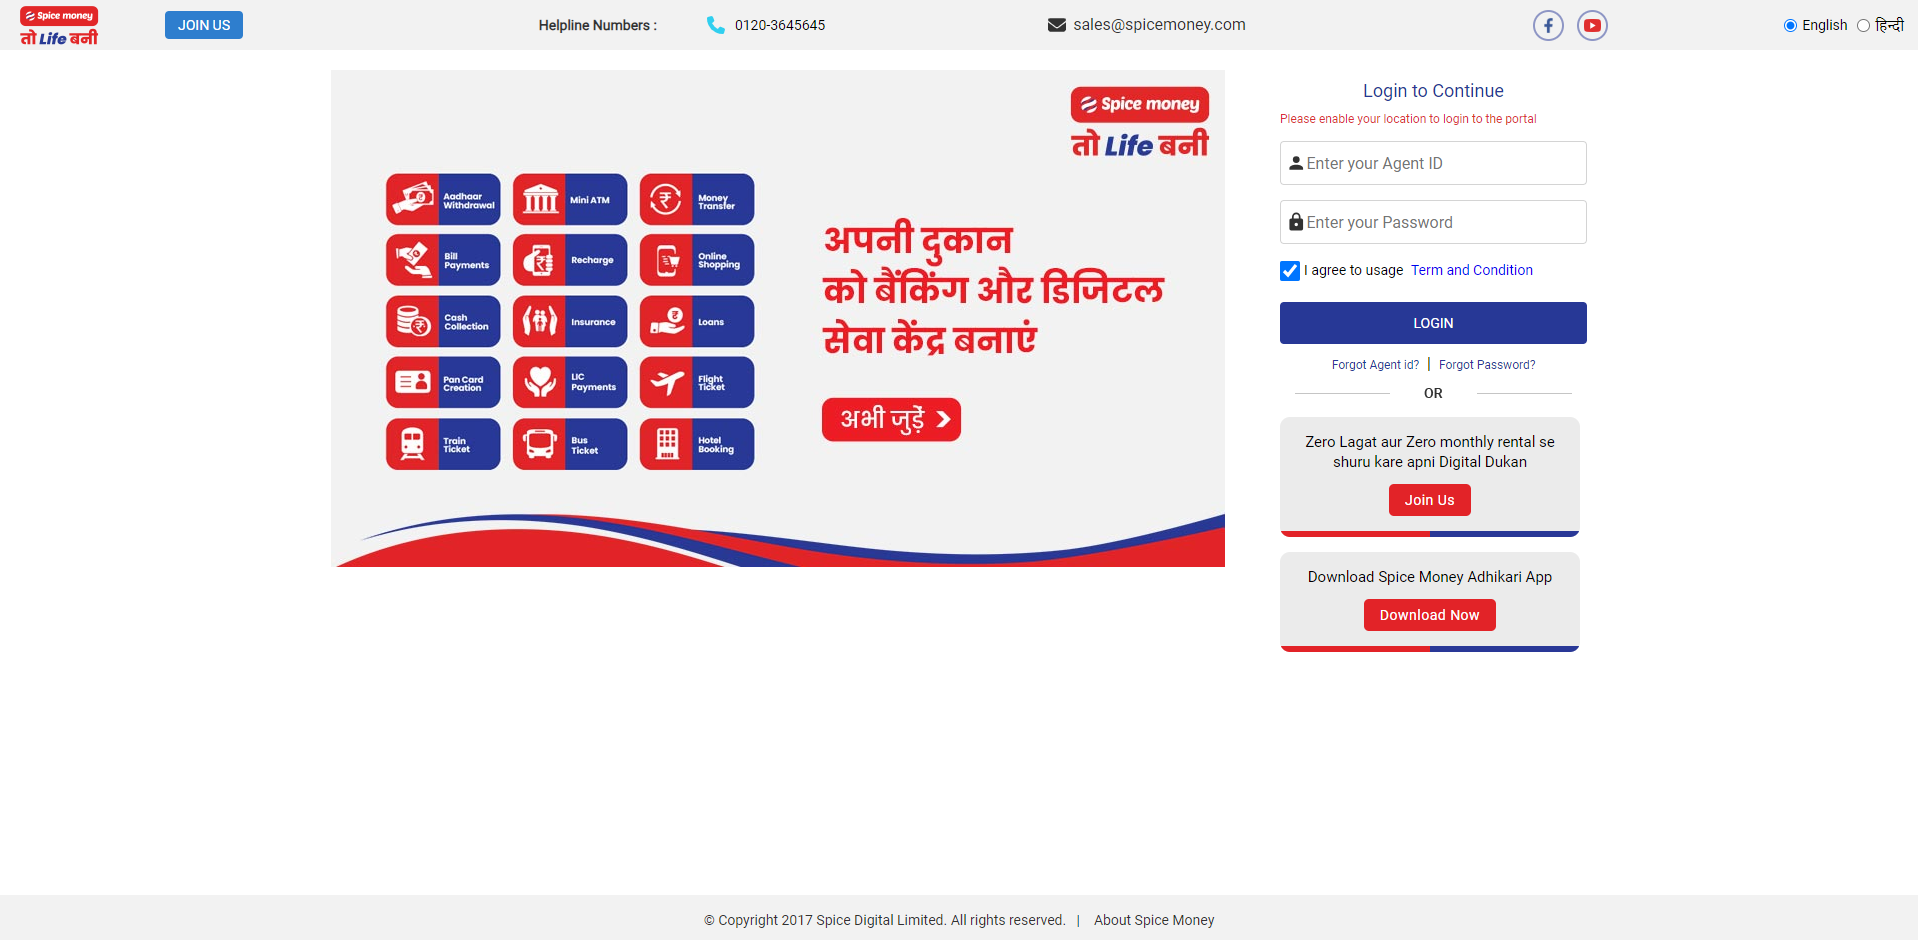 Spice money
तो Life बनी
JOIN US
Helpline Numbers :
0120-3645645
sales@spicemoney.com
English
हिन्दी
Spice money
तो Life बनी
Aadhaar
Withdrawal
Mini ATM
Money
Transfer
Bill
Payments
Recharge
Online
Shopping
Cash
Collection
Insurance
Loans
Pan Card
Creation
LIC
Payments
Flight
Ticket
Train
Ticket
Bus
Ticket
Hotel
Booking
अपनी दुकान
को बैंकिंग और डिजिटल
सेवा केंद्र बनाएं
अभी जुड़ें
Login to Continue
Please enable your location to login to the portal
Enter your Agent ID
Enter your Password
I agree to usage Term and Condition
LOGIN
Forgot Agent id? | Forgot Password?
OR
Zero Lagat aur Zero monthly rental se
shuru kare apni Digital Dukan
Join Us
Download Spice Money Adhikari App
Download Now
© Copyright 2017 Spice Digital Limited. All rights reserved. | About Spice Money